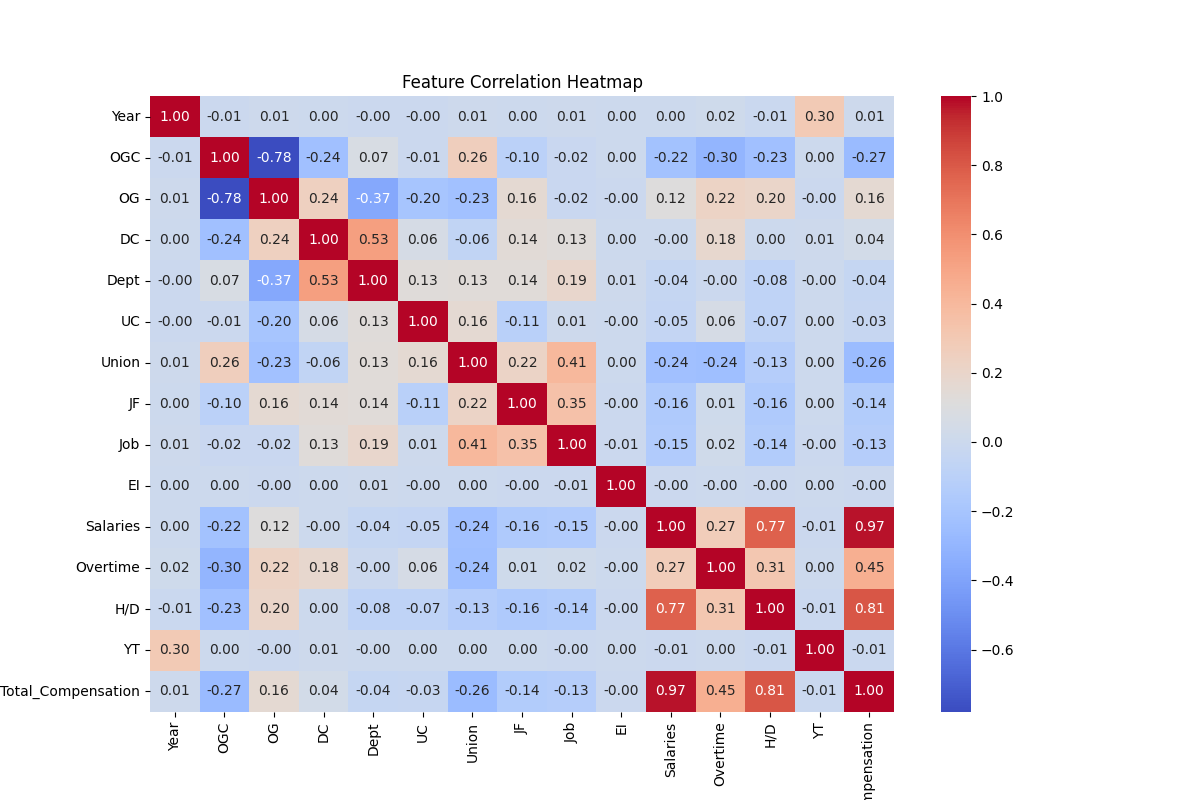 Feature Correlation Heatmap
Year 1.00 -0.01 0.01 0.00 -0.00 -0.00 0.01 0.00 0.01 0.00 0.00 0.02 -0.01 0.30 0.01
OGC -0.01 1.00 -0.78 -0.24 0.07 -0.01 0.26 -0.10 -0.02 0.00 -0.22 -0.30 -0.23 0.00 -0.27
OG 0.01 -0.78 1.00 0.24 -0.37 -0.20 -0.23 0.16 -0.02 -0.00 0.12 0.22 0.20 -0.00 0.16
DC 0.00 -0.24 0.24 1.00 0.53 0.06 -0.06 0.14 0.13 0.00 -0.00 0.18 0.00 0.01 0.04
Dept -0.00 0.07 -0.37 0.53 1.00 0.13 0.13 0.14 0.19 0.01 -0.04 -0.00 -0.08 0.00 -0.04
UC -0.00 -0.01 -0.20 0.06 0.13 1.00 0.16 -0.11 0.01 -0.00 -0.05 0.06 -0.07 0.00 -0.03
Union 0.01 0.26 -0.23 -0.06 0.13 0.16 1.00 0.22 0.41 0.00 -0.24 -0.24 -0.13 0.00 -0.26
JF 0.00 -0.10 0.16 0.14 0.14 -0.11 0.22 1.00 0.35 -0.00 -0.16 0.01 -0.16 0.00 -0.14
Job 0.01 -0.02 -0.02 0.13 0.19 0.01 0.41 0.35 1.00 -0.01 -0.15 0.02 -0.14 -0.00 -0.13
EI 0.00 0.00 -0.00 0.00 0.01 -0.00 0.00 -0.00 -0.01 1.00 -0.00 -0.00 -0.00 0.00 -0.00
Salaries 0.00 -0.22 0.12 -0.00 -0.04 -0.05 -0.24 -0.16 -0.15 -0.00 1.00 0.27 0.77 -0.01 0.97
Overtime 0.02 -0.30 0.22 0.18 -0.00 0.06 -0.24 0.01 0.02 -0.00 0.27 1.00 0.31 0.00 0.45
H/D -0.01 -0.23 0.20 0.00 -0.08 -0.07 -0.13 -0.16 -0.14 -0.00 0.77 0.31 1.00 -0.01 0.81
YT 0.30 0.00 -0.00 0.01 -0.00 0.00 0.00 0.00 -0.00 0.00 -0.01 0.00 -0.01 1.00 -0.01
Total_Compensation 0.01 -0.27 0.16 0.04 -0.04 -0.03 -0.26 -0.14 -0.13 -0.00 0.97 0.45 0.81 -0.01 1.00
Year OGC OG DC Dept UC Union JF Job EI Salaries Overtime H/D YT mpensation
1.0
0.8
0.6
0.4
0.2
0.0
−0.2
−0.4
−0.6